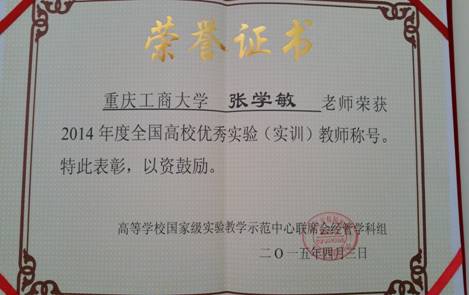 荣誉证书
重庆工商大学 张学敏 老师荣获
2014年度全国高校优秀实验（实训）教师称号。
特此表彰，以资鼓励。
高等学校国家级实验教学示范中心联席会经管学科组
二〇一五年四月三日